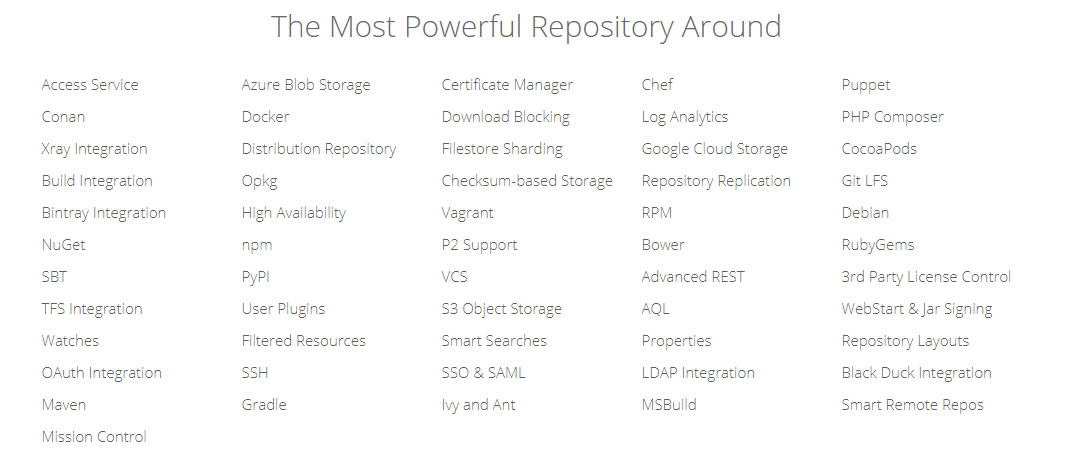 The Most Powerful Repository Around
Access Service Azure Blob Storage Certificate Manager Chef Puppet
Conan Docker Download Blocking Log Analytics PHP Composer
Xray Integration Distribution Repository Filestore Sharding Google Cloud Storage CocoaPods
Build Integration Opkg Checksum-based Storage Repository Replication Git LFS
Bintray Integration High Availability Vagrant RPM Debian
NuGet npm P2 Support Bower RubyGems
SBT PyPI VCS Advanced REST 3rd Party License Control
TFS Integration User Plugins S3 Object Storage AQL WebStart & Jar Signing
Watches Filtered Resources Smart Searches Properties Repository Layouts
OAuth Integration SSH SSO & SAML LDAP Integration Black Duck Integration
Maven Gradle Ivy and Ant MSBuild Smart Remote Repos
Mission Control